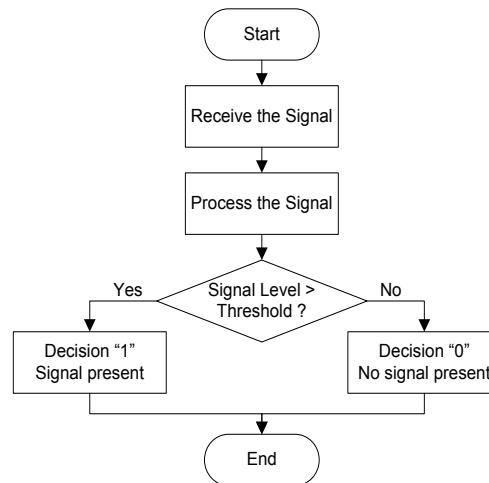 Start
Receive the Signal
Process the Signal
Signal Level >
Threshold ?
Yes
No
Decision “1”
Signal present
Decision “0”
No signal present
End